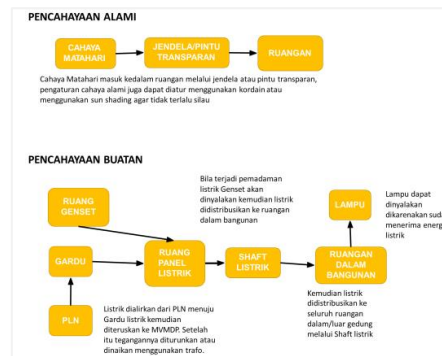 PENCAHAYAAN ALAMI
CAHAYA
MATAHARI
JENDELA/PINTU
TRANSPARAN
RUANGAN
Cahaya Matahari masuk kedalam ruangan melalui jendela atau pintu transparan,
pengaturan cahaya alami juga dapat diatur menggunakan kordain atau
menggunakan sun shading agar tidak terlalu silau
PENCAHAYAAN BUATAN
RUANG
GENSET
Bila terjadi pemadaman
listrik Genset akan
dinyalakan kemudian listrik
didistribusikan ke ruangan
dalam bangunan
LAMPU
Lampu dapat
dinyalakan
dikarenakan suda
menerima energ
listrik
GARDU
RUANG
PANEL
LISTRIK
SHAFT
LISTRIK
RUANGAN
DALAM
BANGUNAN
PLN
Listrik dialirkan dari PLN menuju
Gardu listrik kemudian
diteruskan ke MVMDP. Setelah
itu tegangannya diturunkan atau
dinaikan menggunakan trafo.
Kemudian listrik
didistribusikan ke
seluruh ruangan
dalam/luar gedung
melalui Shaft listrik